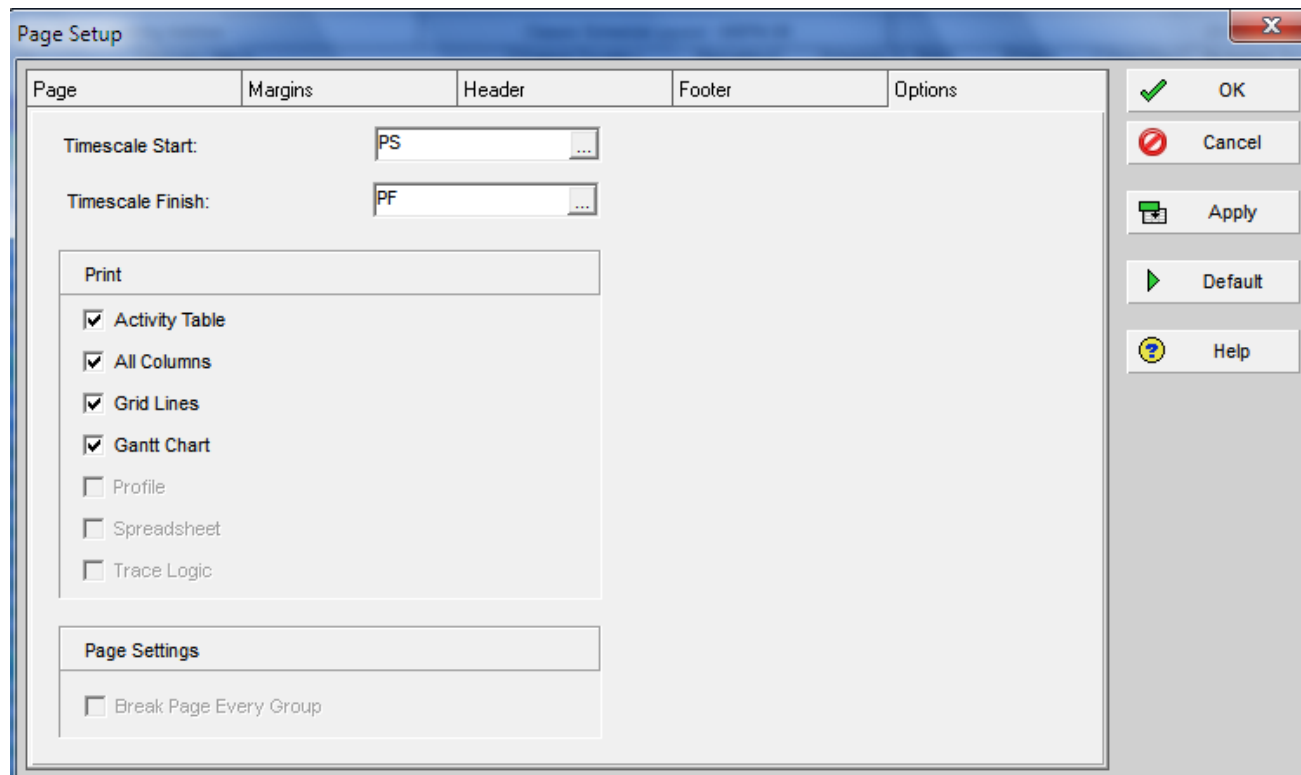 Page Setup
Page Margins Header Footer Options
Timescale Start: PS ...
Timescale Finish: PF ...
Print
Activity Table
All Columns
Grid Lines
Gantt Chart
Profile
Spreadsheet
Trace Logic
Page Settings
Break Page Every Group
OK
Cancel
Apply
Default
Help